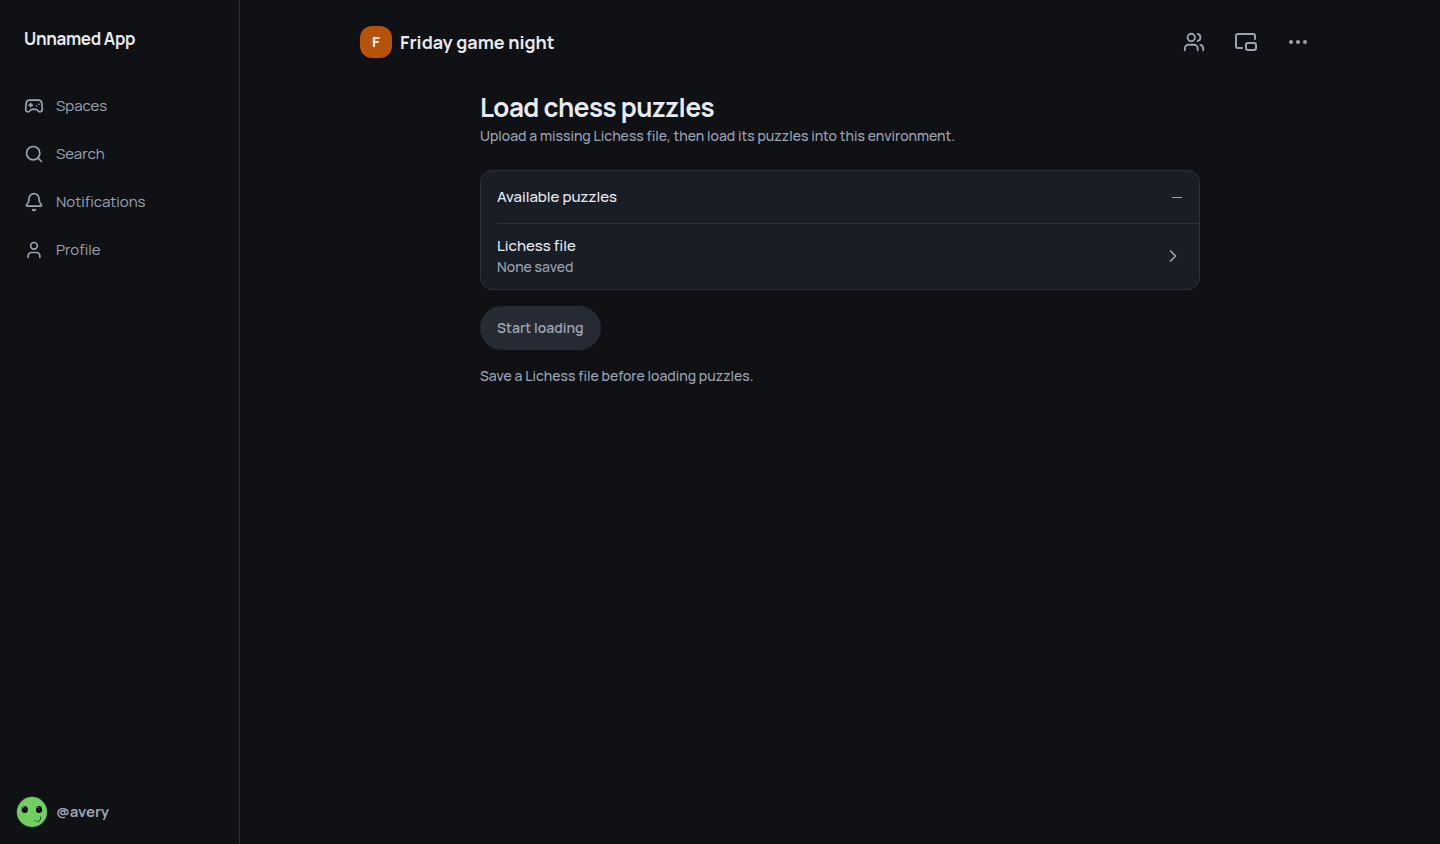 Unnamed App
Spaces
Search
Notifications
Profile
@avery
F
Friday game night
Load chess puzzles
Upload a missing Lichess file, then load its puzzles into this environment.
Available puzzles
–
Lichess file
None saved
Start loading
Save a Lichess file before loading puzzles.